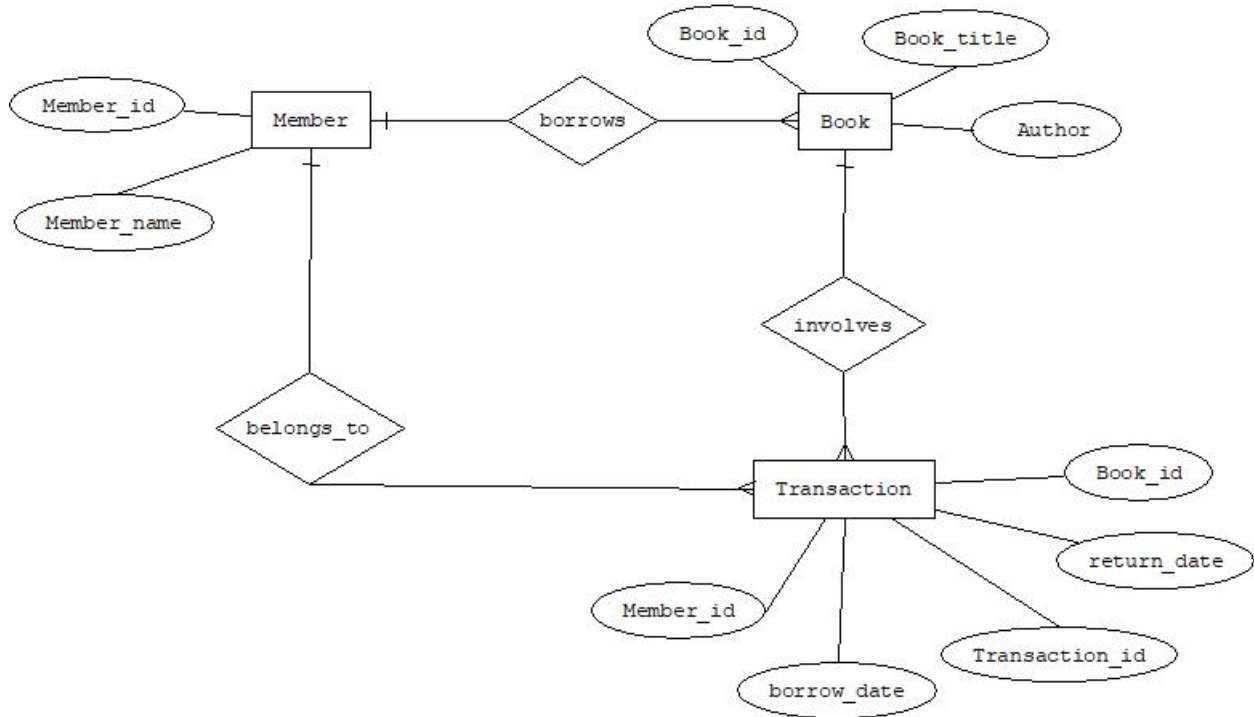 Book_id
Book_title
Member_id
Member
borrows
Book
Author
Member_name
involves
belongs_to
Transaction
Book_id
return_date
Member_id
Transaction_id
borrow_date